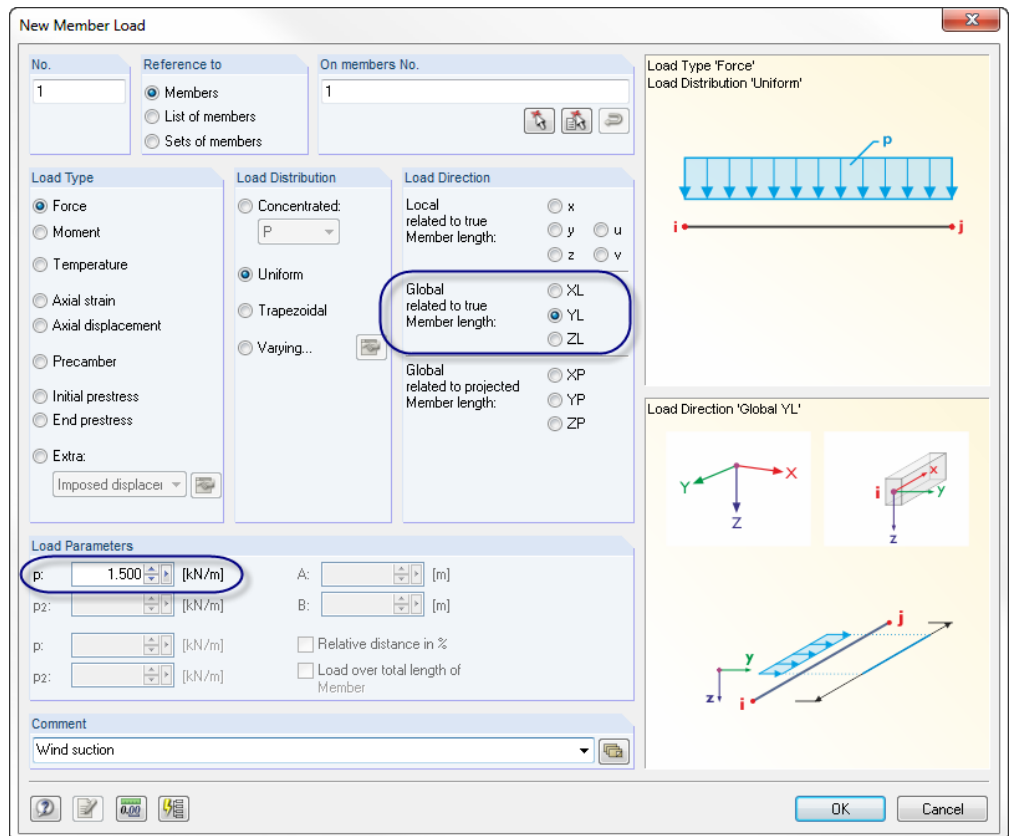 New Member Load
No.
Reference to
On members No.
1
Members
List of members
Sets of members
1
Load Type
Force
Moment
Temperature
Axial strain
Axial displacement
Precamber
Initial prestress
End prestress
Extra:
Imposed displacer
Load Distribution
Concentrated:
P
Uniform
Trapezoidal
Varying...
Load Direction
Local
related to true
Member length:
x
y
u
z
v
Global
related to true
Member length:
XL
YL
ZL
Global
related to projected
Member length:
XP
YP
ZP
Load Parameters
p: 1.500 [kN/m]
p2: [kN/m]
p: [kN/m]
p2: [kN/m]
A: [m]
B: [m]
Relative distance in %
Load over total length of
Member
Comment
Wind suction
0.00
OK
Cancel
Load Type 'Force'
Load Distribution 'Uniform'
p
i
j
Load Direction 'Global YL'
X
Y
Z
x
i
y
z
j
y
z
i